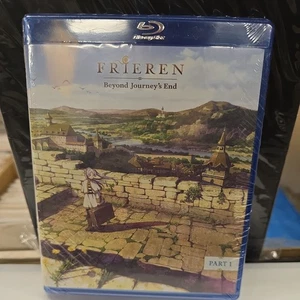 Blu-ray Disc
FRIEREN
Beyond Journey's End
PART 1